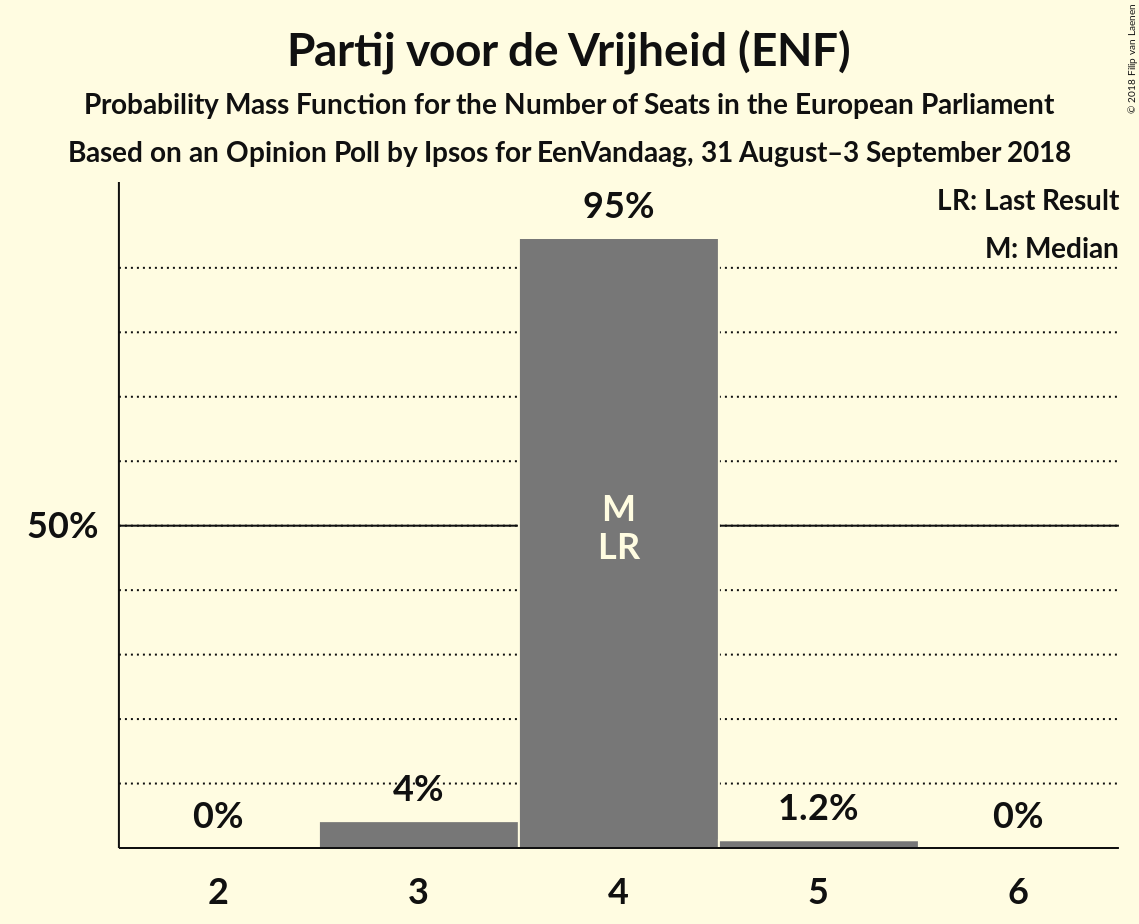 Partij voor de Vrijheid (ENF)
Probability Mass Function for the Number of Seats in the European Parliament
Based on an Opinion Poll by Ipsos for EenVandaag, 31 August–3 September 2018
© 2018 Filip van Laenen
LR: Last Result
M: Median
95%
50%
M
LR
0%
4%
1.2%
0%
2
3
4
5
6